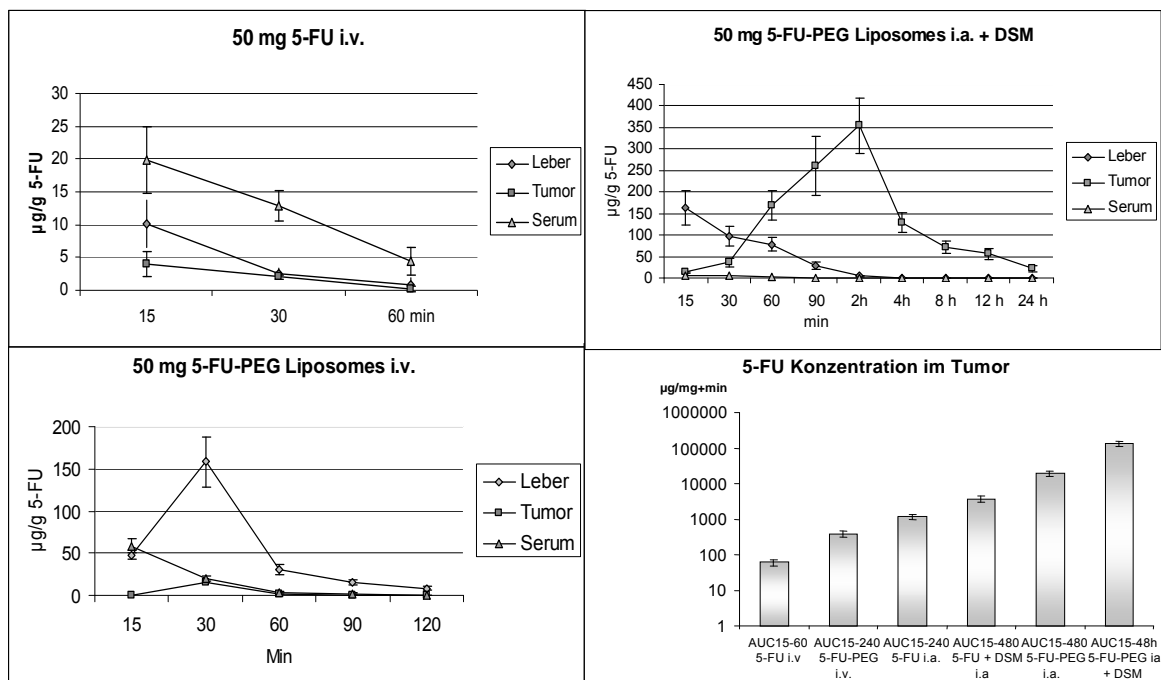 50 mg 5-FU i.v.
µg/g 5-FU
30
25
20
15
10
5
0
15
30
60 min
Leber
Tumor
Serum
50 mg 5-FU-PEG Liposomes i.a. + DSM
µg/g 5-FU
450
400
350
300
250
200
150
100
50
0
15
30
60
90
2h
4h
8 h
12 h
24 h
min
Leber
Tumor
Serum
50 mg 5-FU-PEG Liposomes i.v.
µg/g 5-FU
200
150
100
50
0
15
30
60
90
120
Min
Leber
Tumor
Serum
5-FU Konzentration im Tumor
µg/mg+min
1000000
100000
10000
1000
100
10
1
AUC15-60
5-FU i.v
AUC15-240
5-FU-PEG
i.v.
AUC15-240
5-FU i.a.
AUC15-480
5-FU + DSM
i.a
AUC15-480
5-FU-PEG
i.a.
AUC15-48h
5-FU-PEG ia
+ DSM